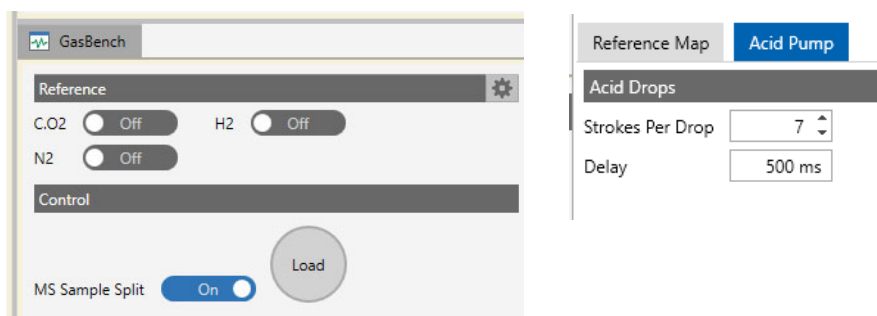 GasBench
Reference
C.O2 Off H2 Off
N2 Off
Control
Load
MS Sample Split On
Reference Map Acid Pump
Acid Drops
Strokes Per Drop 7
Delay 500 ms